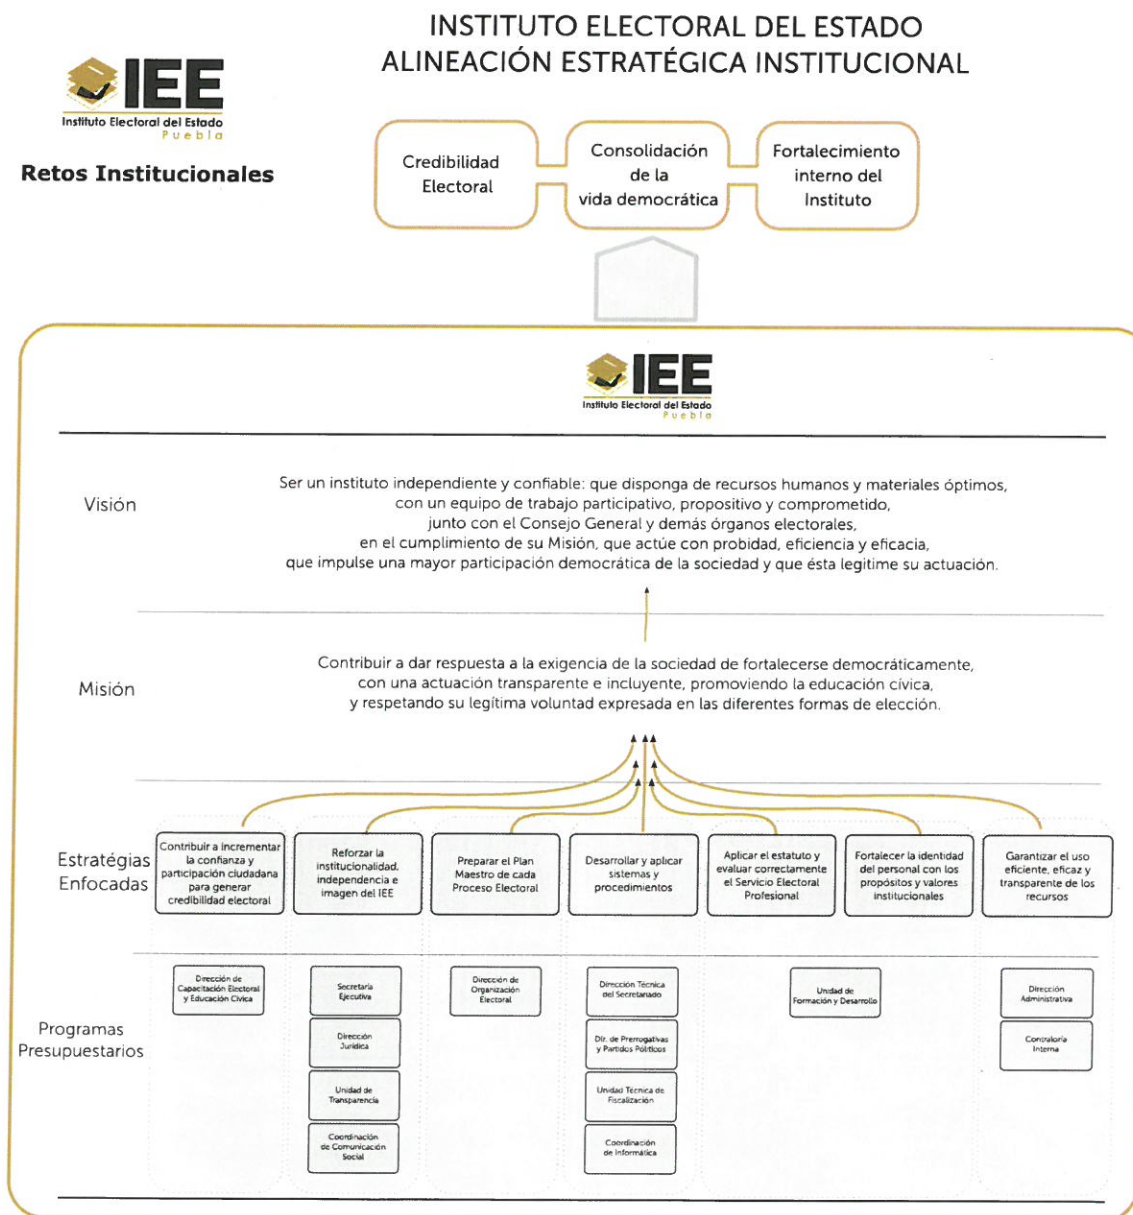 INSTITUTO ELECTORAL DEL ESTADO
ALINEACIÓN ESTRATÉGICA INSTITUCIONAL
IEE
Instituto Electoral del Estado
Puebla
Retos Institucionales
Credibilidad
Electoral
Consolidación
de la
vida democrática
Fortalecimiento
interno del
Instituto
IEE
Instituto Electoral del Estado
Puebla
Visión
Ser un instituto independiente y confiable: que disponga de recursos humanos y materiales óptimos,
con un equipo de trabajo participativo, propositivo y comprometido,
junto con el Consejo General y demás órganos electorales,
en el cumplimiento de su Misión, que actúe con probidad, eficiencia y eficacia,
que impulse una mayor participación democrática de la sociedad y que ésta legitime su actuación.
Misión
Contribuir a dar respuesta a la exigencia de la sociedad de fortalecerse democráticamente,
con una actuación transparente e incluyente, promoviendo la educación cívica,
y respetando su legítima voluntad expresada en las diferentes formas de elección.
Estratégias
Enfocadas
Contribuir a incrementar
la confianza y
participación ciudadana
para generar
credibilidad electoral
Reforzar la
institucionalidad,
independencia e
imagen del IEE
Preparar el Plan
Maestro de cada
Proceso Electoral
Desarrollar y aplicar
sistemas y
procedimientos
Aplicar el estatuto y
evaluar correctamente
el Servicio Electoral
Profesional
Fortalecer la identidad
del personal con los
propósitos y valores
institucionales
Garantizar el uso
eficiente, eficaz y
transparente de los
recursos
Programas
Presupuestarios
Dirección de
Capacitación Electoral
y Educación Cívica
Secretaría
Ejecutiva
Dirección
Jurídica
Unidad de
Transparencia
Coordinación
de Comunicación
Social
Dirección de
Organización
Electoral
Dirección Técnica
del Secretariado
Dir. de Prerrogativas
y Partidos Políticos
Unidad Técnica de
Fiscalización
Coordinación
de Informática
Unidad de
Formación y Desarrollo
Dirección
Administrativa
Contraloría
Interna